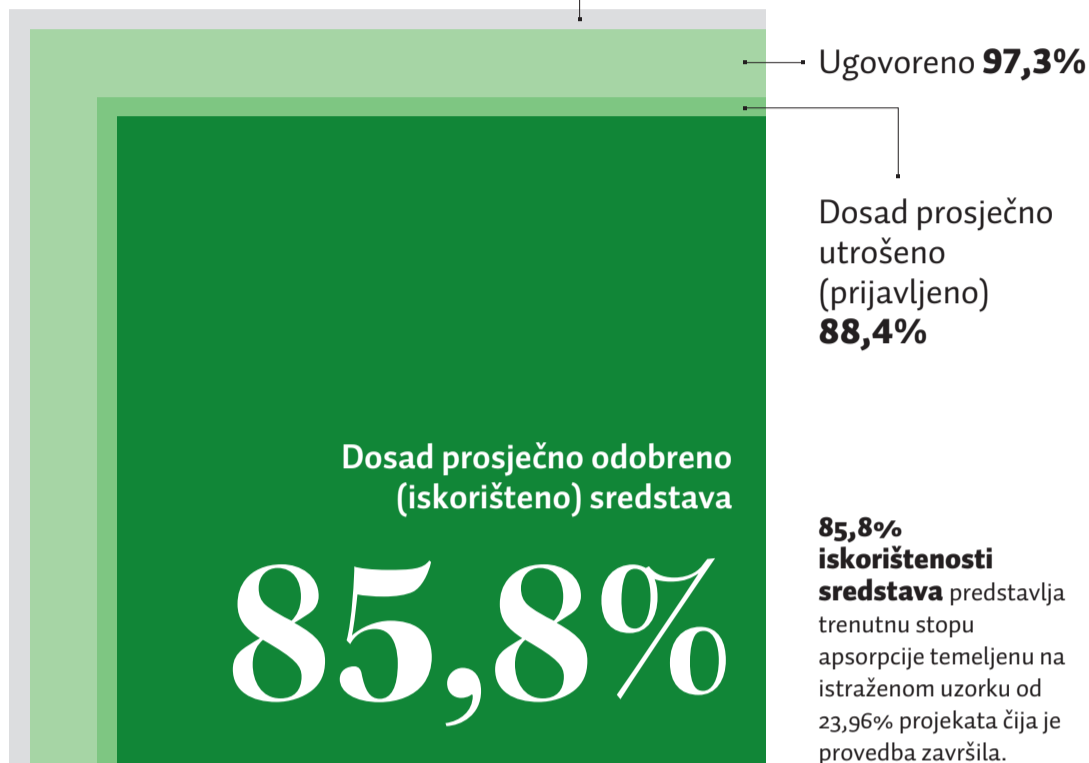 Ugovoreno 97,3%
Dosad prosječno
utrošeno
(prijavljeno)
88,4%
Dosad prosječno odobreno
(iskorišteno) sredstava
85,8%
85,8%
iskorištenosti
sredstava predstavlja
trenutnu stopu
apsorpcije temeljenu na
istraženom uzorku od
23,96% projekata čija je
provedba završila.